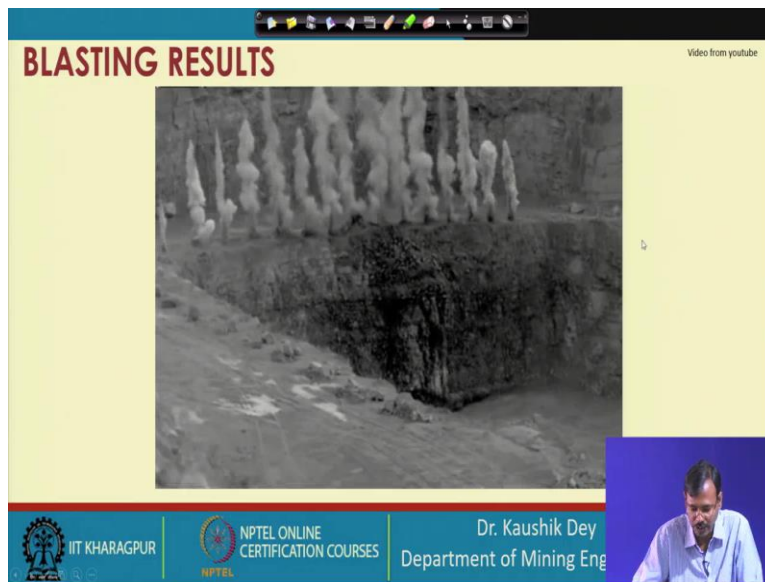 BLASTING RESULTS
Video from youtube
IIT KHARAGPUR
NPTEL
NPTEL ONLINE
CERTIFICATION COURSES
Dr. Kaushik Dey
Department of Mining Eng